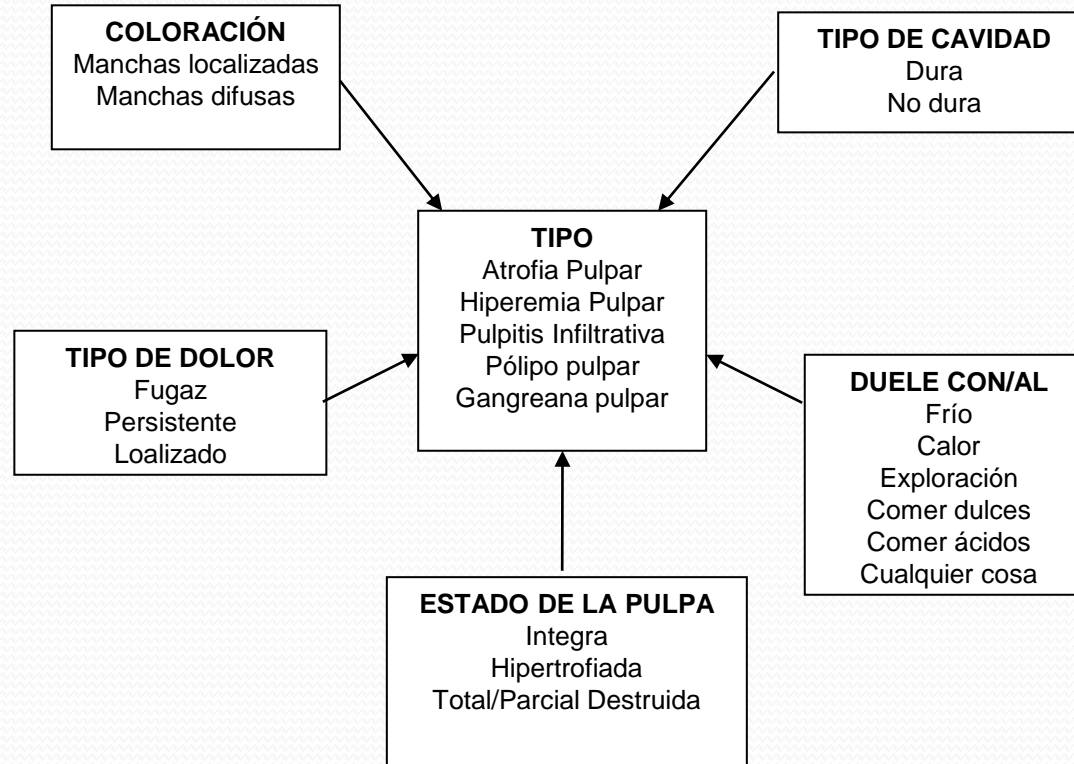 COLORACIÓN
Manchas localizadas
Manchas difusas
TIPO DE CAVIDAD
Dura
No dura
TIPO
Atrofia Pulpar
Hiperemia Pulpar
Pulpitis Infiltrativa
Pólipo pulpar
Gangreana pulpar
TIPO DE DOLOR
Fugaz
Persistente
Loalizado
DUELE CON/AL
Frío
Calor
Exploración
Comer dulces
Comer ácidos
Cualquier cosa
ESTADO DE LA PULPA
Integra
Hipertrofiada
Total/Parcial Destruida